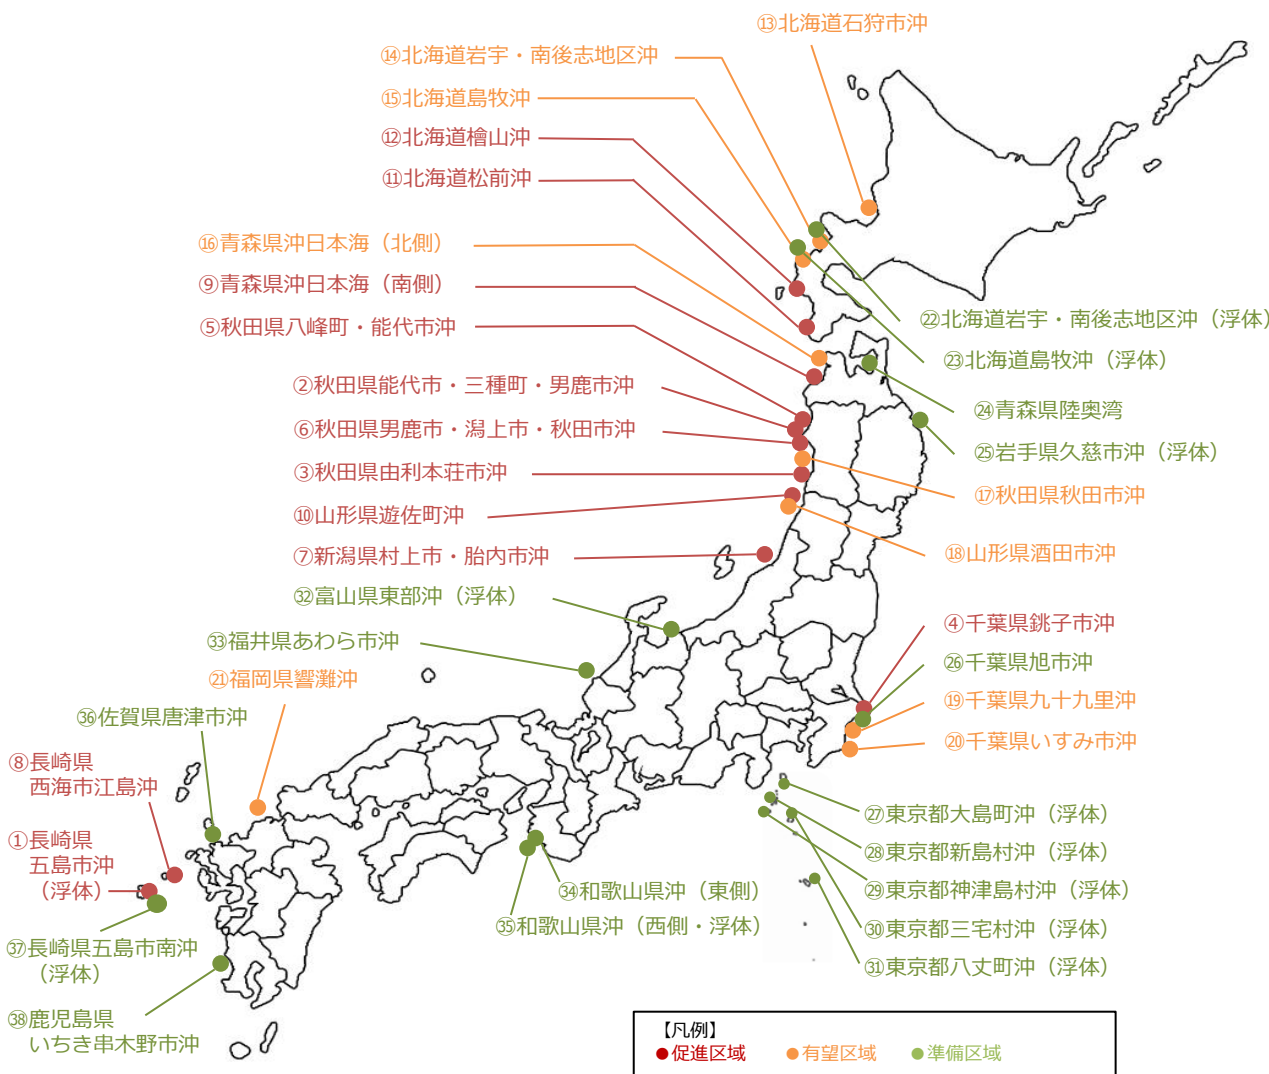 ⑬北海道石狩市沖
⑭北海道岩宇・南後志地区沖
⑮北海道島牧沖
⑫北海道檜山沖
⑪北海道松前沖
⑯青森県沖日本海（北側）
⑨青森県沖日本海（南側）
⑤秋田県八峰町・能代市沖
②秋田県能代市・三種町・男鹿市沖
⑥秋田県男鹿市・潟上市・秋田市沖
③秋田県由利本荘市沖
⑩山形県遊佐町沖
⑦新潟県村上市・胎内市沖
㉜富山県東部沖（浮体）
㉝福井県あわら市沖
㉑福岡県響灘沖
㊱佐賀県唐津市沖
⑧長崎県
西海市江島沖
①長崎県
五島市沖
（浮体）
㊲長崎県五島市南沖
（浮体）
㊳鹿児島県
いちき串木野市沖
㉒北海道岩宇・南後志地区沖（浮体）
㉓北海道島牧沖（浮体）
㉔青森県陸奥湾
㉕岩手県久慈市沖（浮体）
⑰秋田県秋田市沖
⑱山形県酒田市沖
④千葉県銚子市沖
㉖千葉県旭市沖
⑲千葉県九十九里沖
⑳千葉県いすみ市沖
㉗東京都大島町沖（浮体）
㉘東京都新島村沖（浮体）
㉙東京都神津島村沖（浮体）
㉚東京都三宅村沖（浮体）
㉛東京都八丈町沖（浮体）
㉞和歌山県沖（東側）
㉟和歌山県沖（西側・浮体）
【凡例】
●促進区域 ●有望区域 ●準備区域